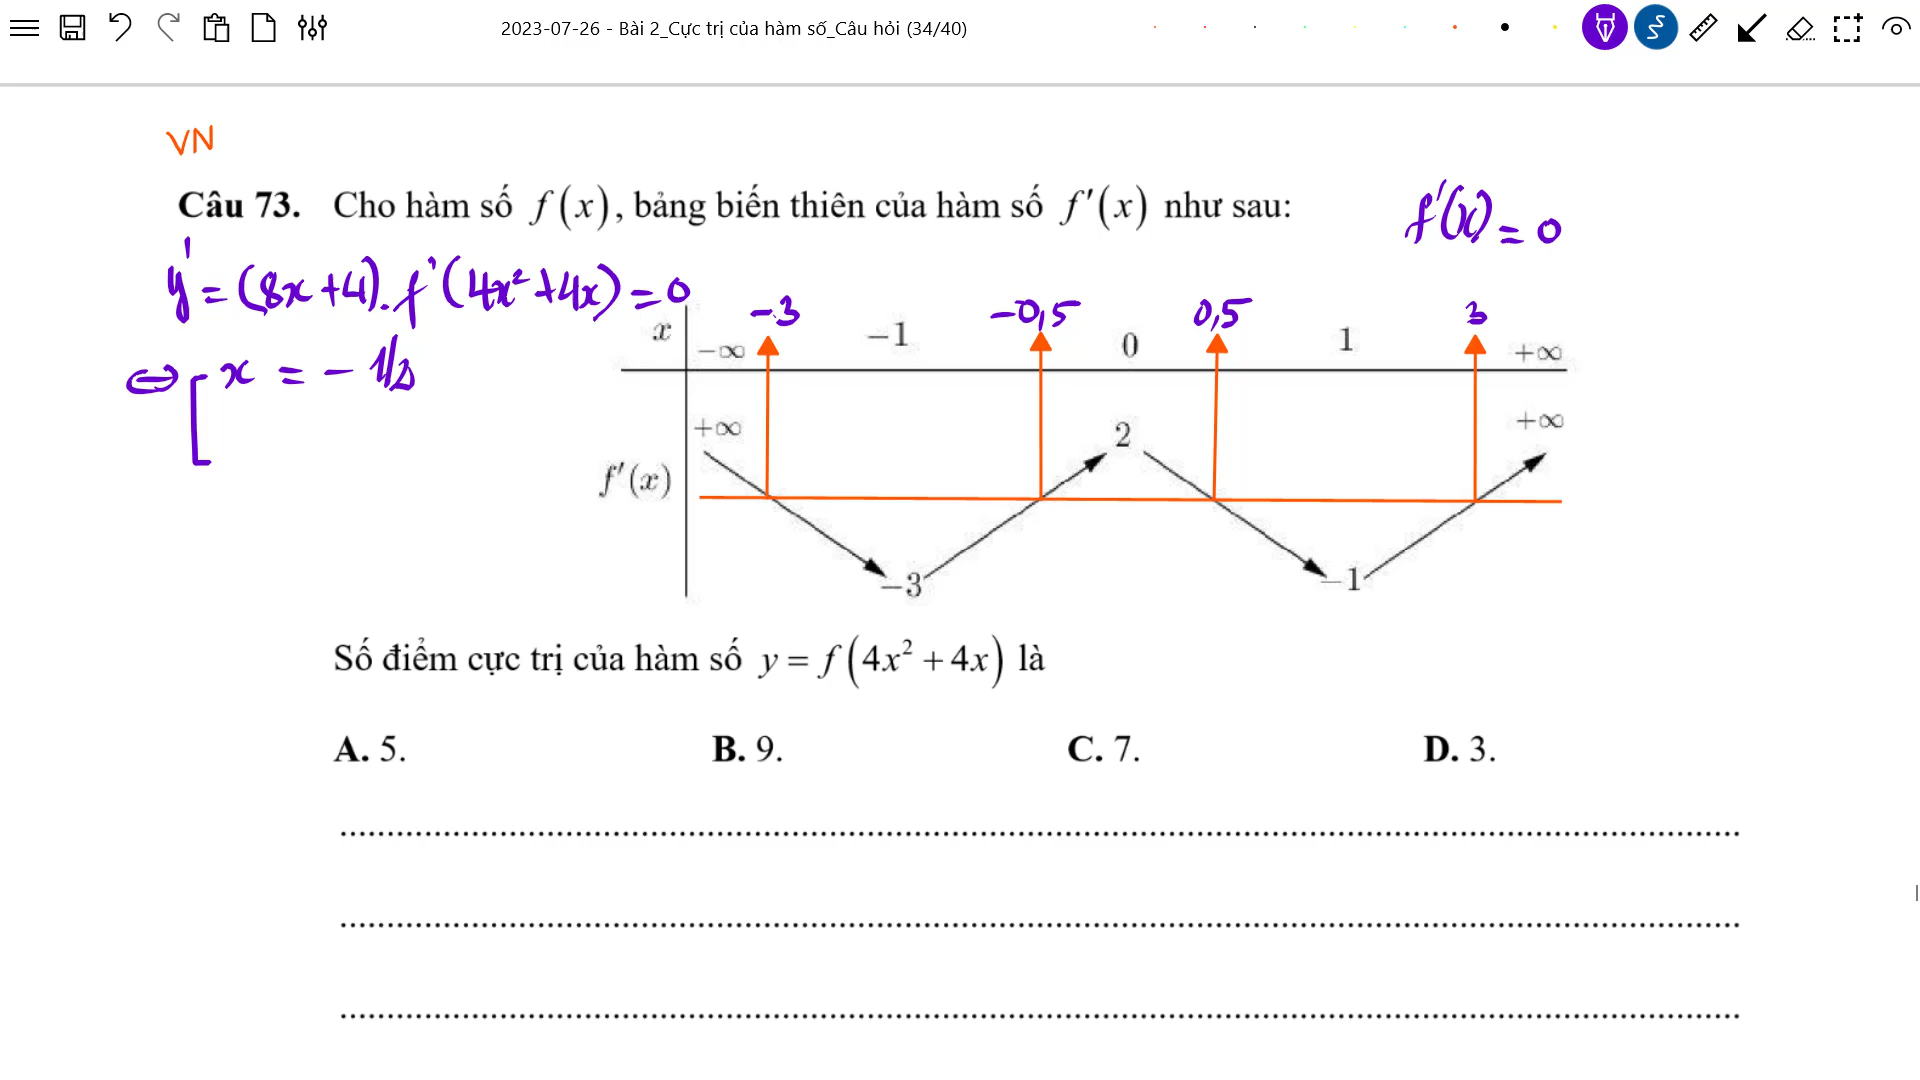 2023-07-26 - Bài 2_Cực trị của hàm số_Câu hỏi (34/40)
VN
Câu 73. Cho hàm số f(x), bảng biến thiên của hàm số f'(x) như sau:
f'(x) = 0
y' = (8x+4).f'(4x²+4x) = 0
⇔ [ x = - 1/2
-3 -0,5 0,5 3
x -∞ -1 0 1 +∞
f'(x) +∞ -3 2 -1 +∞
Số điểm cực trị của hàm số y = f(4x² + 4x) là
A. 5. B. 9. C. 7. D. 3.